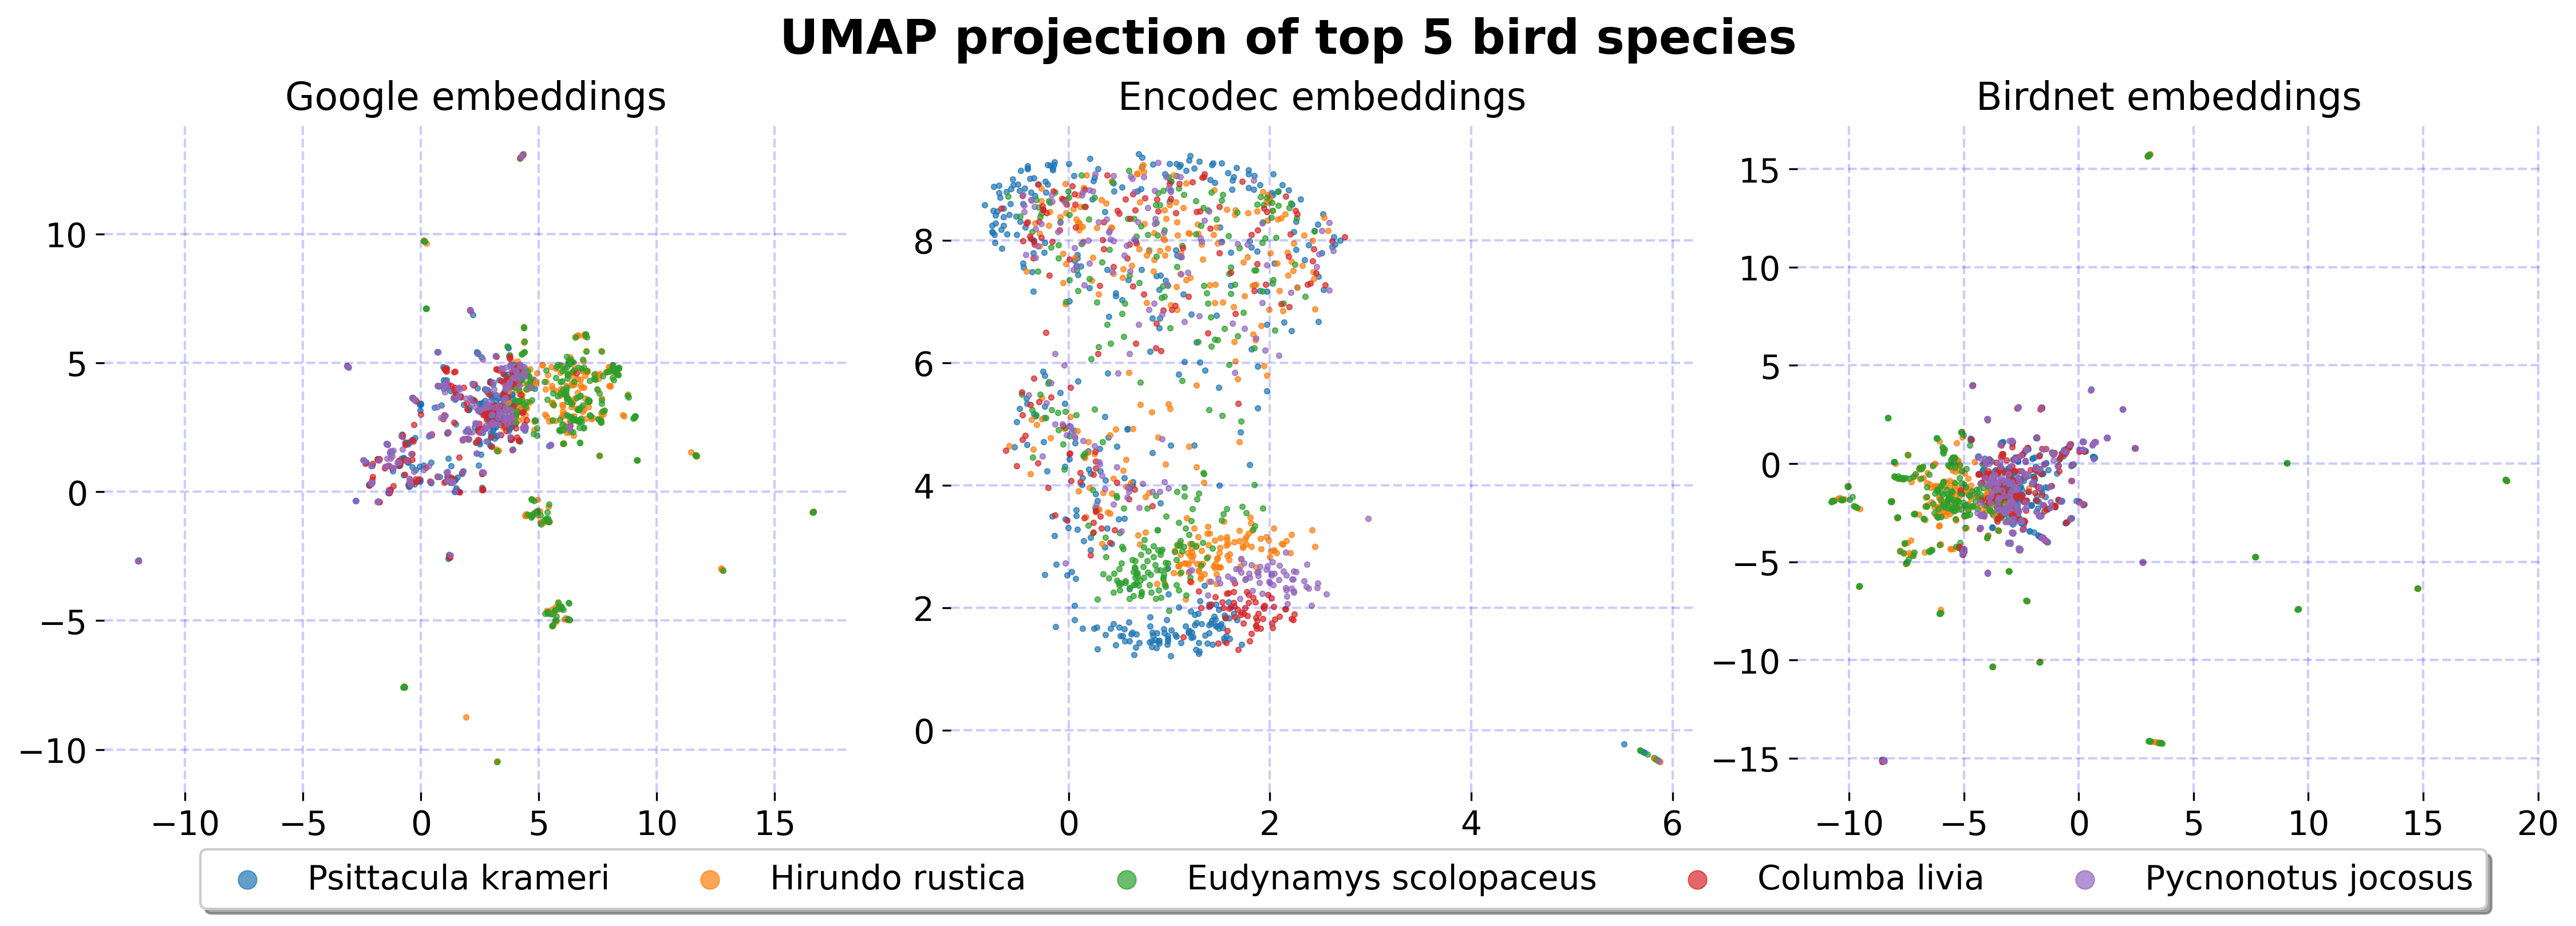 UMAP projection of top 5 bird species
Google embeddings
10
5
0
−5
−10
−10 −5 0 5 10 15
Encodec embeddings
8
6
4
2
0
0 2 4 6
Birdnet embeddings
15
10
5
0
−5
−10
−15
−10 −5 0 5 10 15 20
Psittacula krameri Hirundo rustica Eudynamys scolopaceus Columba livia Pycnonotus jocosus